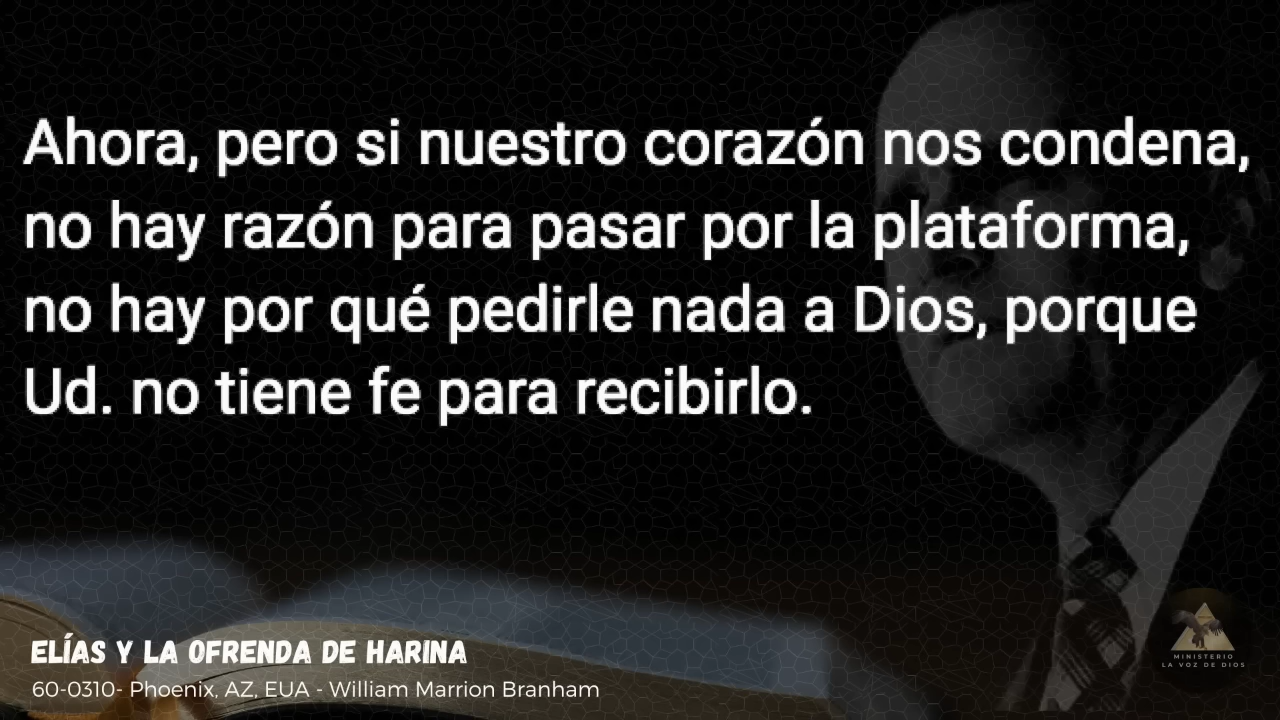 Ahora, pero si nuestro corazón nos condena,
no hay razón para pasar por la plataforma,
no hay por qué pedirle nada a Dios, porque
Ud. no tiene fe para recibirlo.
ELÍAS Y LA OFRENDA DE HARINA
60-0310- Phoenix, AZ, EUA - William Marrion Branham
MINISTERIO
LA VOZ DE DIOS